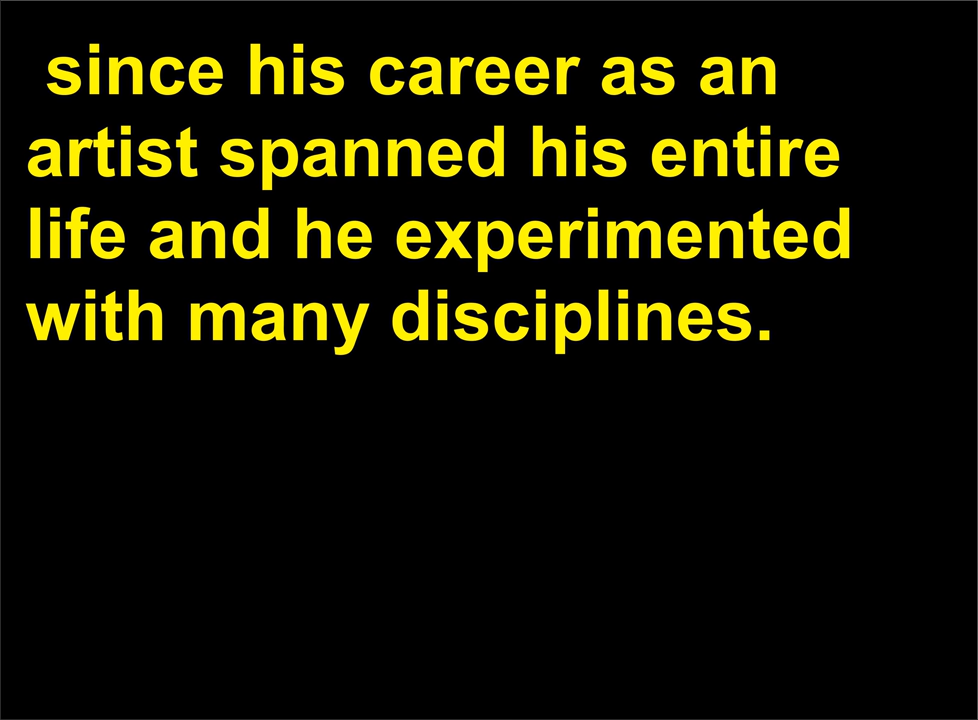 since his career as an
artist spanned his entire
life and he experimented
with many disciplines.